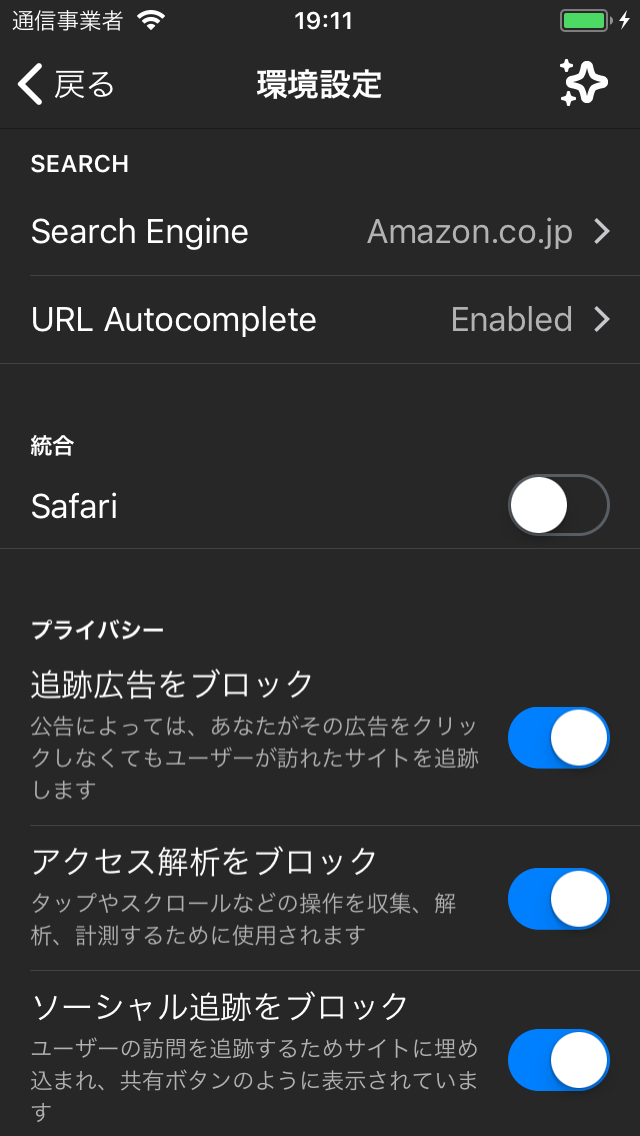 通信事業者 19:11
戻る 環境設定
SEARCH
Search Engine Amazon.co.jp
URL Autocomplete Enabled
統合
Safari
プライバシー
追跡広告をブロック
公告によっては、あなたがその広告をクリッ
クしなくてもユーザーが訪れたサイトを追跡
します
アクセス解析をブロック
タップやスクロールなどの操作を収集、解
析、計測するために使用されます
ソーシャル追跡をブロック
ユーザーの訪問を追跡するためサイトに埋め
込まれ、共有ボタンのように表示されていま
す